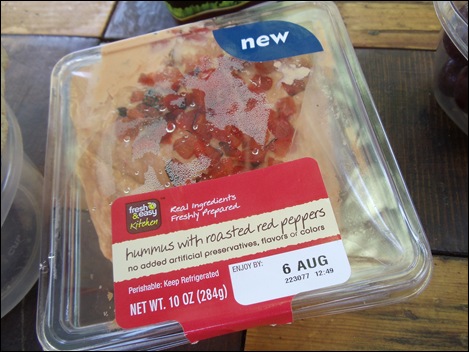 new
fresh
&easy
Kitchen
Real Ingredients
Freshly Prepared
hummus with roasted red peppers
no added artificial preservatives, flavors or colors
Perishable: Keep Refrigerated
NET WT. 10 OZ (284g)
ENJOY BY:
6 AUG
223077 12:49